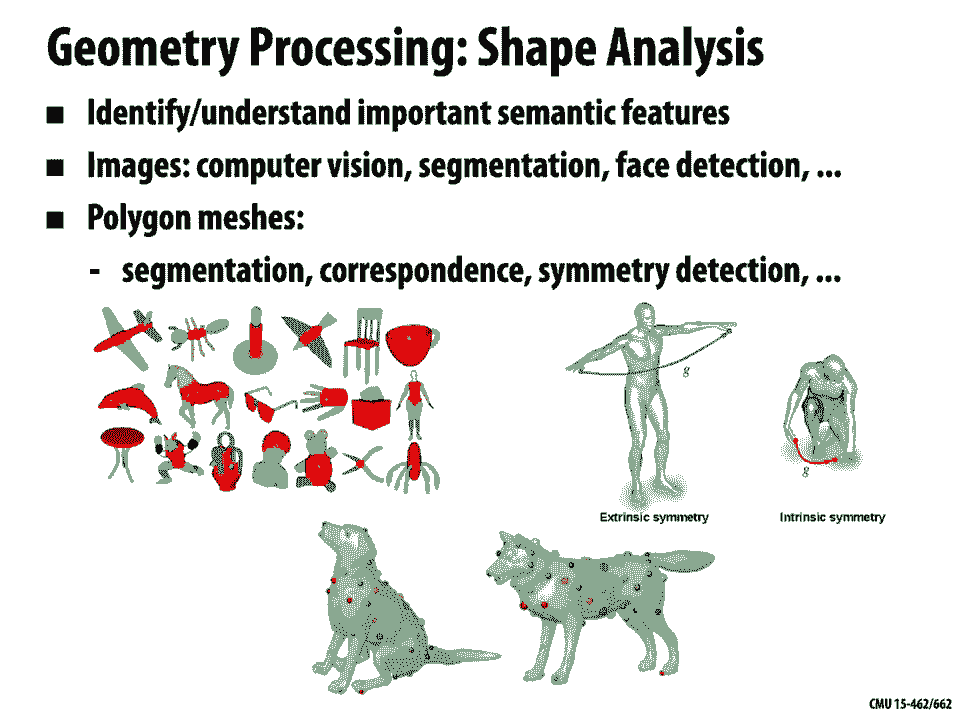 Geometry Processing: Shape Analysis
■ Identify/understand important semantic features
■ Images: computer vision, segmentation, face detection, ...
■ Polygon meshes:
- segmentation, correspondence, symmetry detection, ...
g
g
Extrinsic symmetry
Intrinsic symmetry
CMU 15-462/662